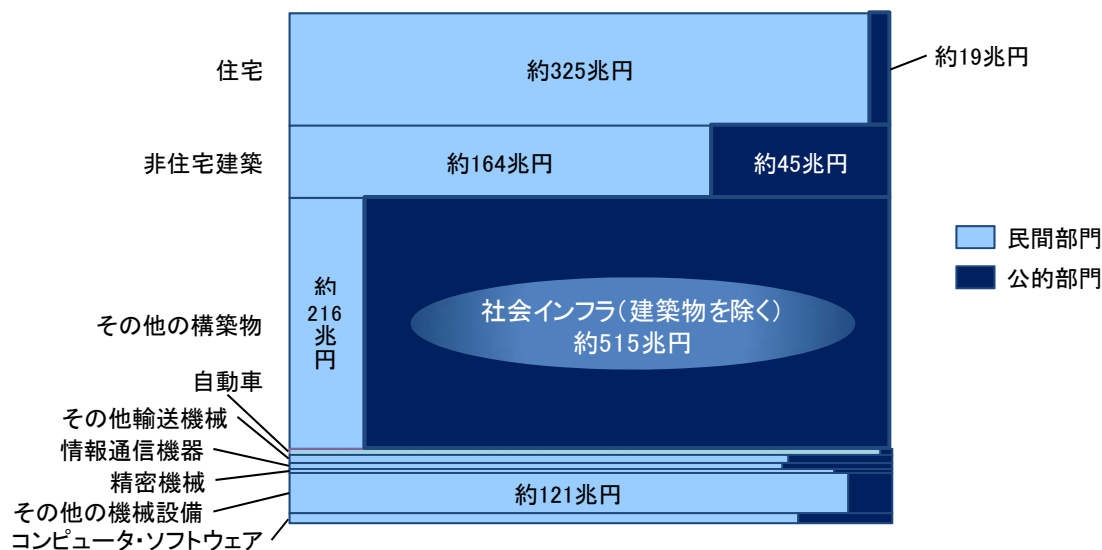 住宅
約325兆円
約19兆円
非住宅建築
約164兆円
約45兆円
民間部門
公的部門
その他の構築物
約
216
兆
円
社会インフラ(建築物を除く)
約515兆円
自動車
その他輸送機械
情報通信機器
精密機械
その他の機械設備
約121兆円
コンピュータ・ソフトウェア